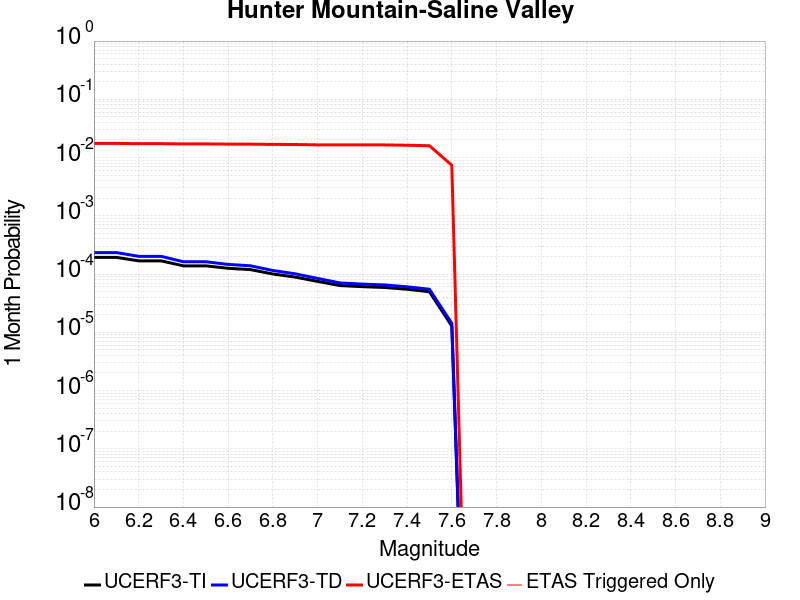 Hunter Mountain-Saline Valley
1 Month Probability
10^0
10^-1
10^-2
10^-3
10^-4
10^-5
10^-6
10^-7
10^-8
6 6.2 6.4 6.6 6.8 7 7.2 7.4 7.6 7.8 8 8.2 8.4 8.6 8.8 9
Magnitude
UCERF3-TI UCERF3-TD UCERF3-ETAS ETAS Triggered Only